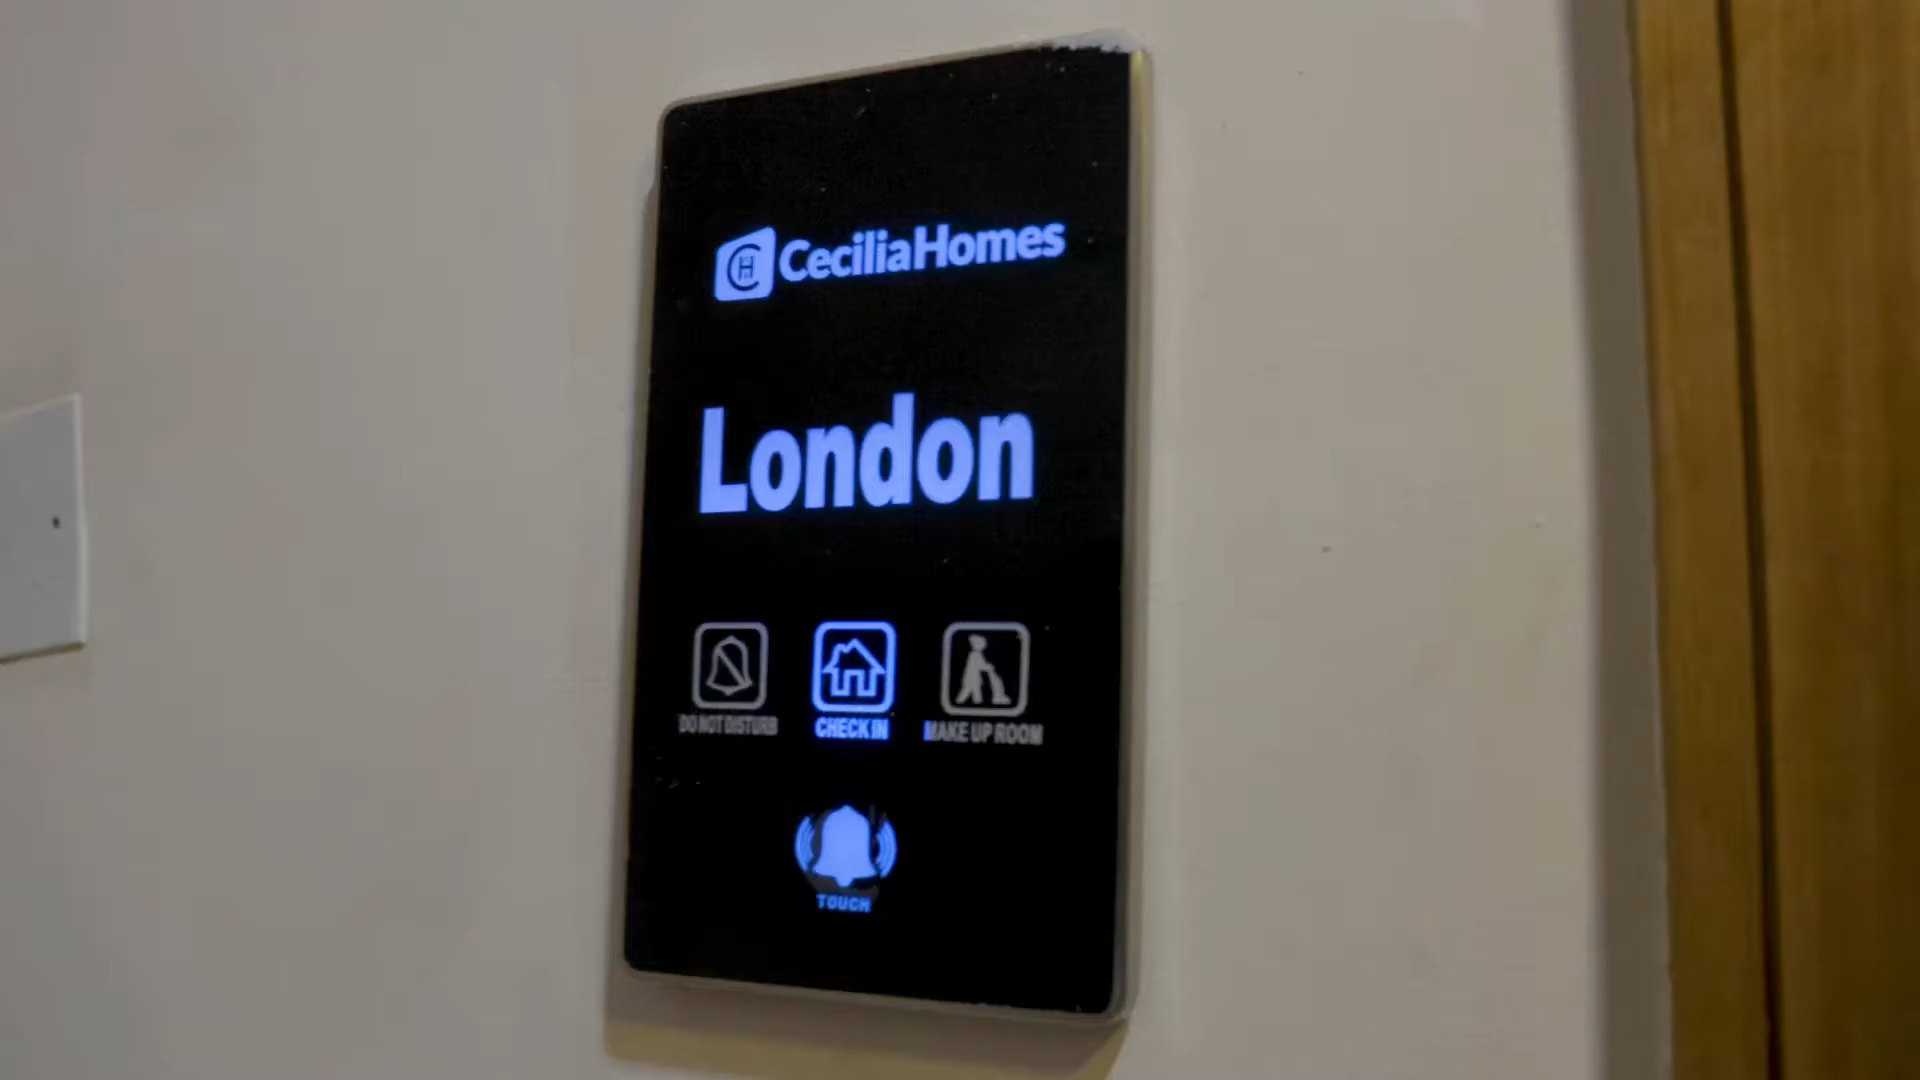 CH CeciliaHomes
London
DO NOT DISTURB
CHECK IN
MAKE UP ROOM
TOUCH